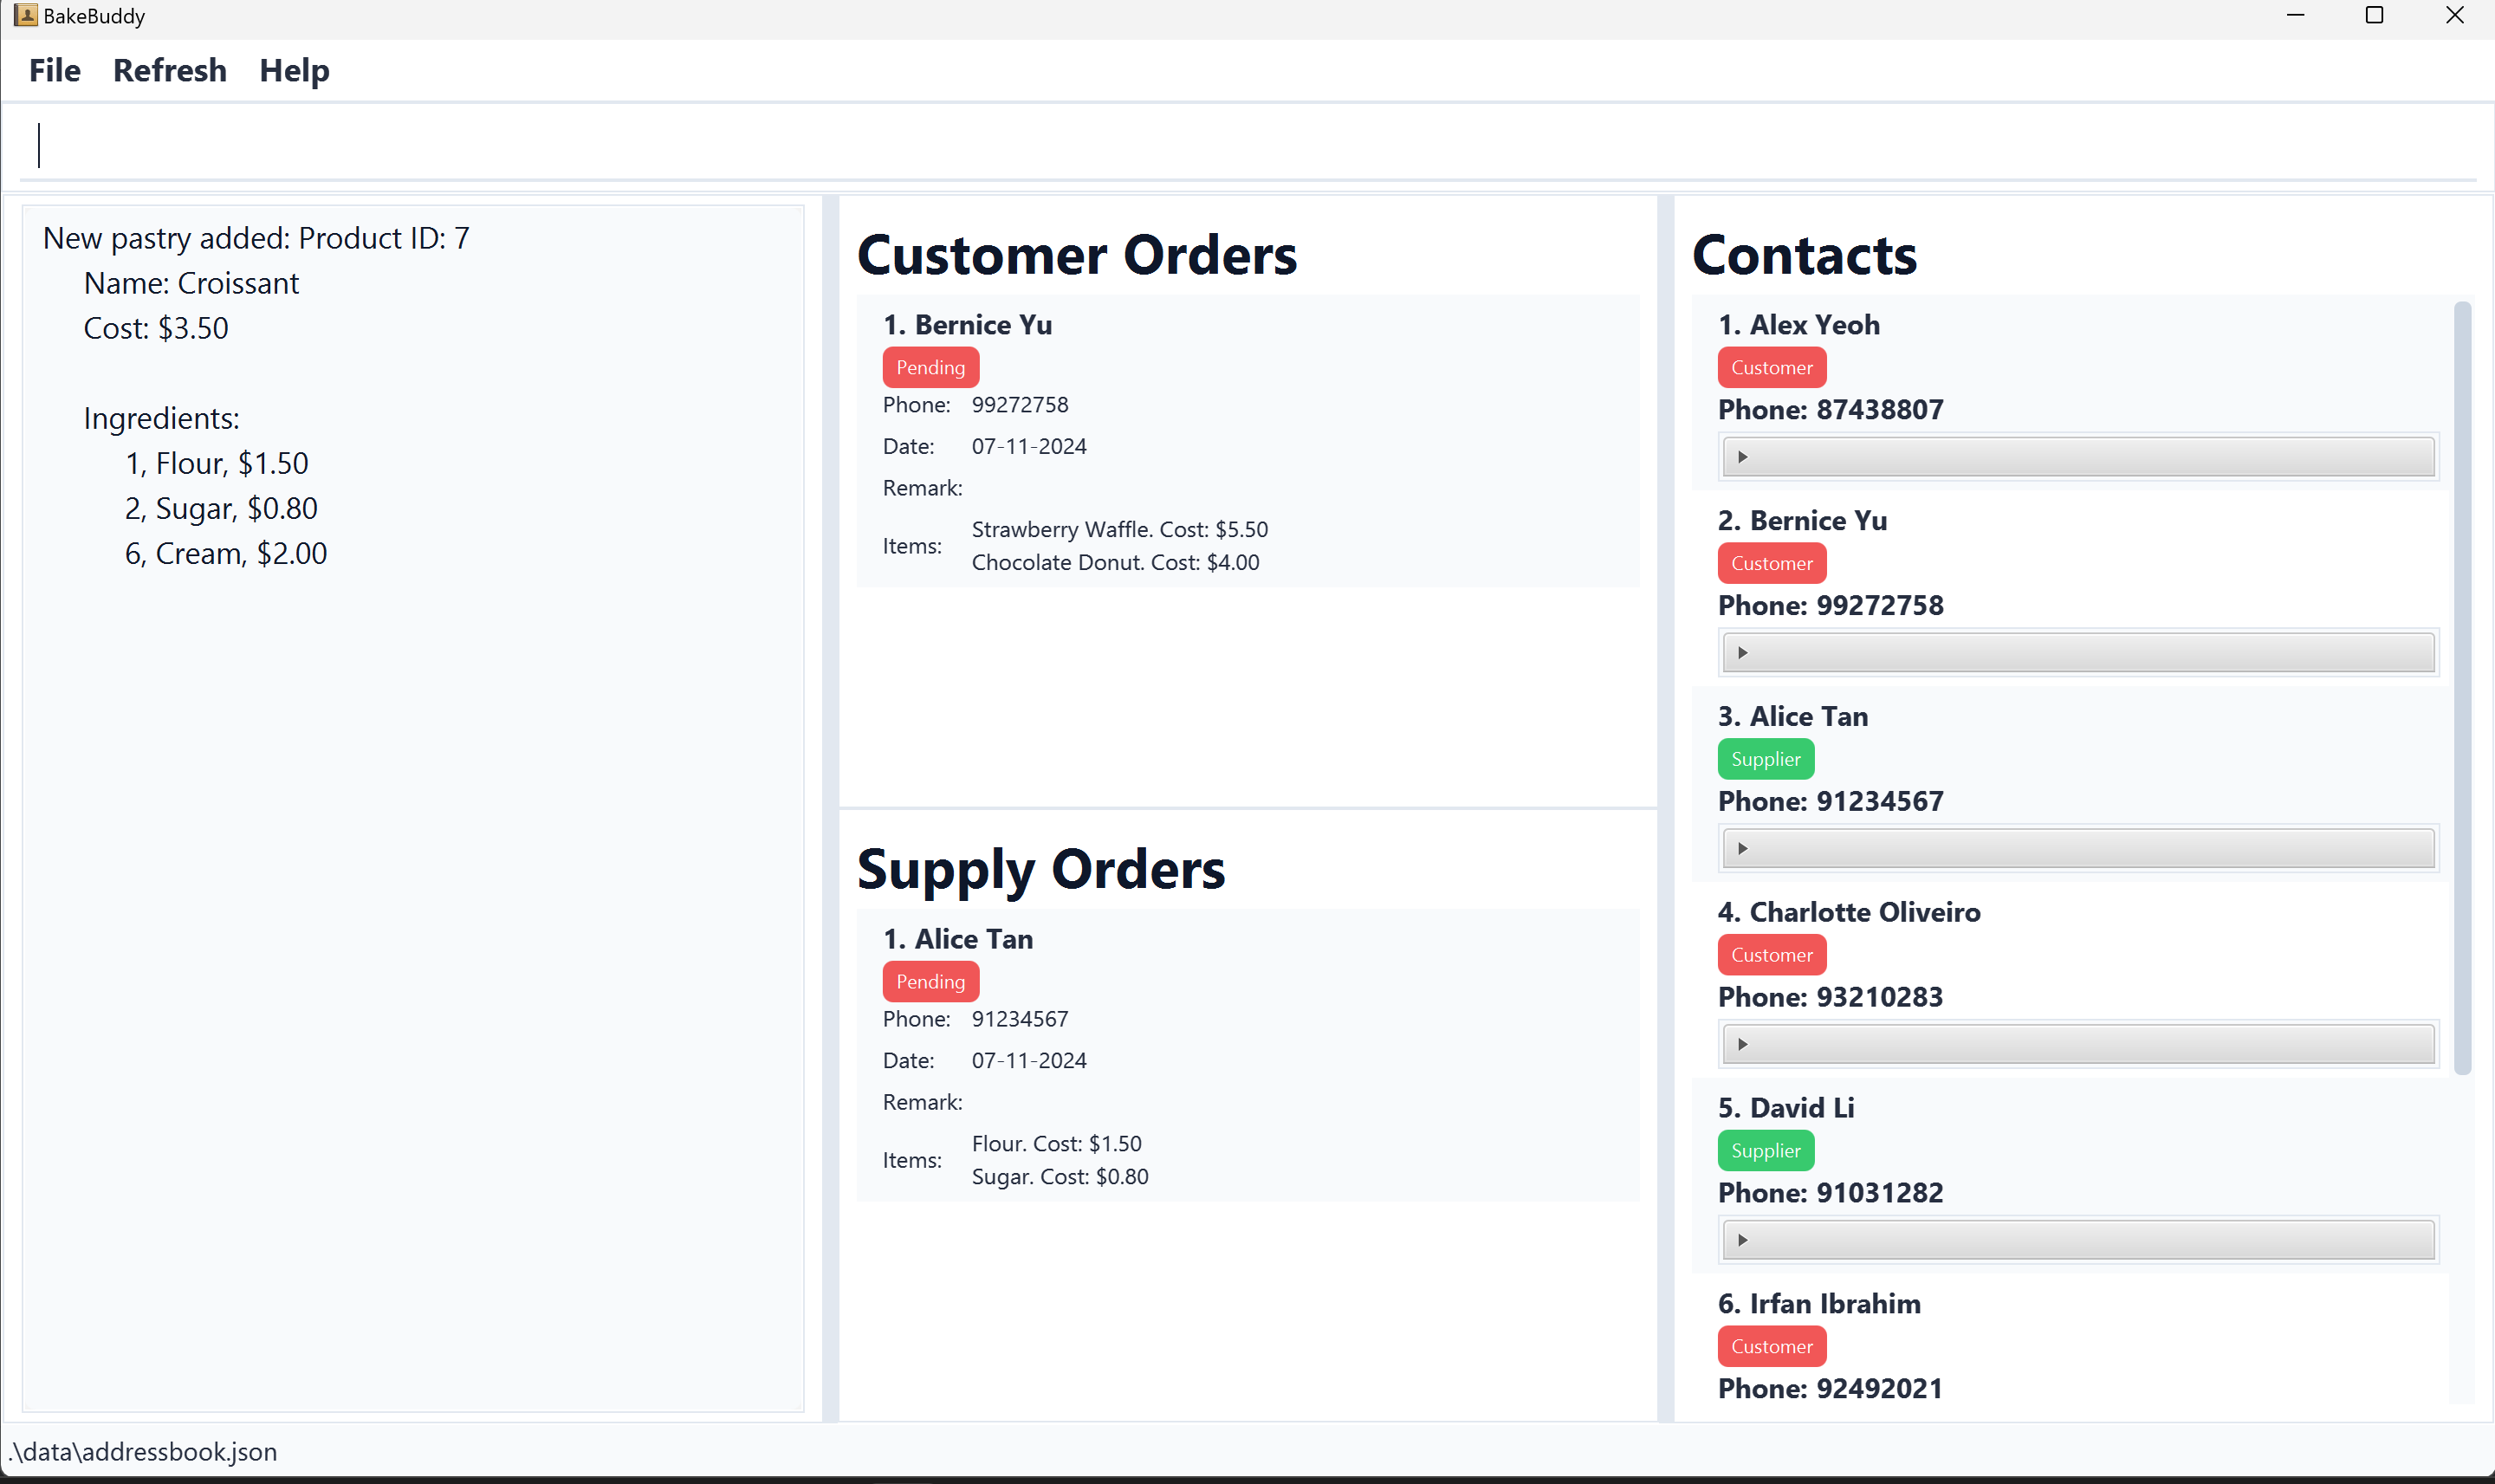 BakeBuddy
File Refresh Help
New pastry added: Product ID: 7
Name: Croissant
Cost: $3.50
Ingredients:
1, Flour, $1.50
2, Sugar, $0.80
6, Cream, $2.00
Customer Orders
1. Bernice Yu
Pending
Phone: 99272758
Date: 07-11-2024
Remark:
Items:
Strawberry Waffle. Cost: $5.50
Chocolate Donut. Cost: $4.00
Supply Orders
1. Alice Tan
Pending
Phone: 91234567
Date: 07-11-2024
Remark:
Items:
Flour. Cost: $1.50
Sugar. Cost: $0.80
Contacts
1. Alex Yeoh
Customer
Phone: 87438807
2. Bernice Yu
Customer
Phone: 99272758
3. Alice Tan
Supplier
Phone: 91234567
4. Charlotte Oliveiro
Customer
Phone: 93210283
5. David Li
Supplier
Phone: 91031282
6. Irfan Ibrahim
Customer
Phone: 92492021
.\data\addressbook.json